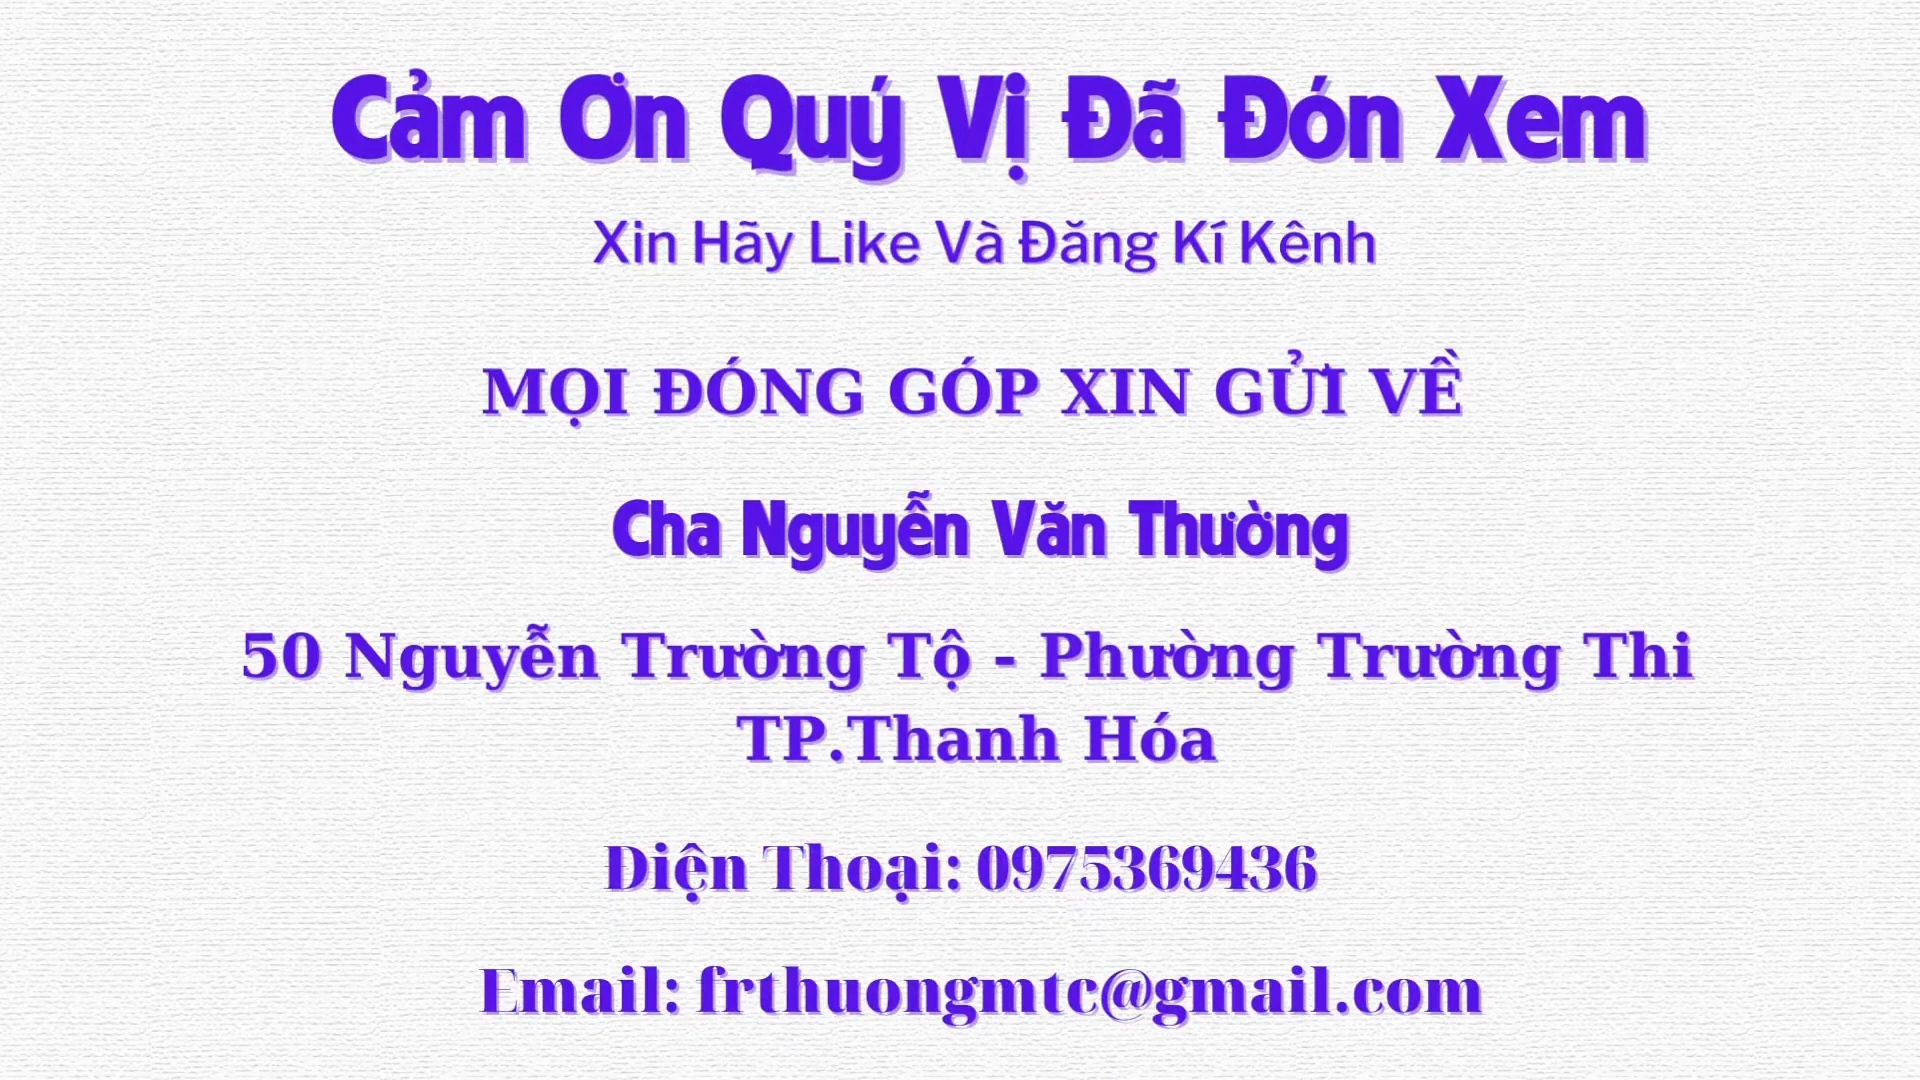 Cảm Ơn Quý Vị Đã Đón Xem
Xin Hãy Like Và Đăng Kí Kênh
MỌI ĐÓNG GÓP XIN GỬI VỀ
Cha Nguyễn Văn Thường
50 Nguyễn Trường Tộ - Phường Trường Thi
TP.Thanh Hóa
Điện Thoại: 0975369436
Email: frthuongmtc@gmail.com